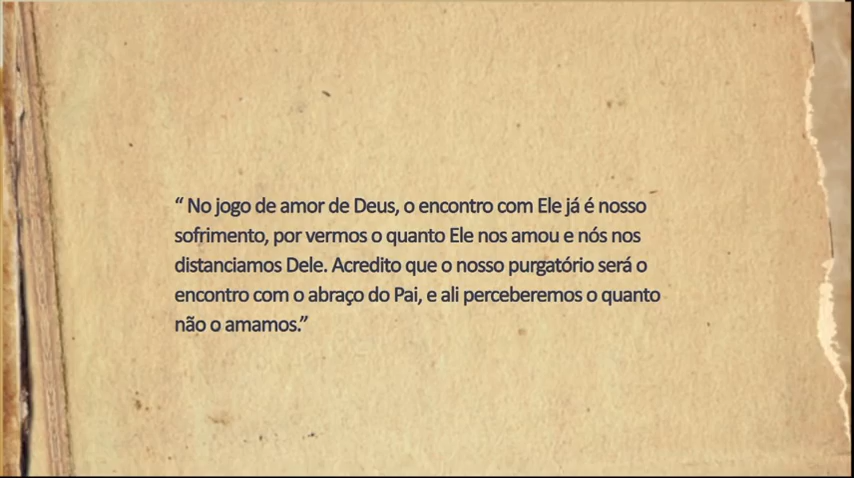 “ No jogo de amor de Deus, o encontro com Ele já é nosso
sofrimento, por vermos o quanto Ele nos amou e nós nos
distanciamos Dele. Acredito que o nosso purgatório será o
encontro com o abraço do Pai, e ali perceberemos o quanto
não o amamos.”